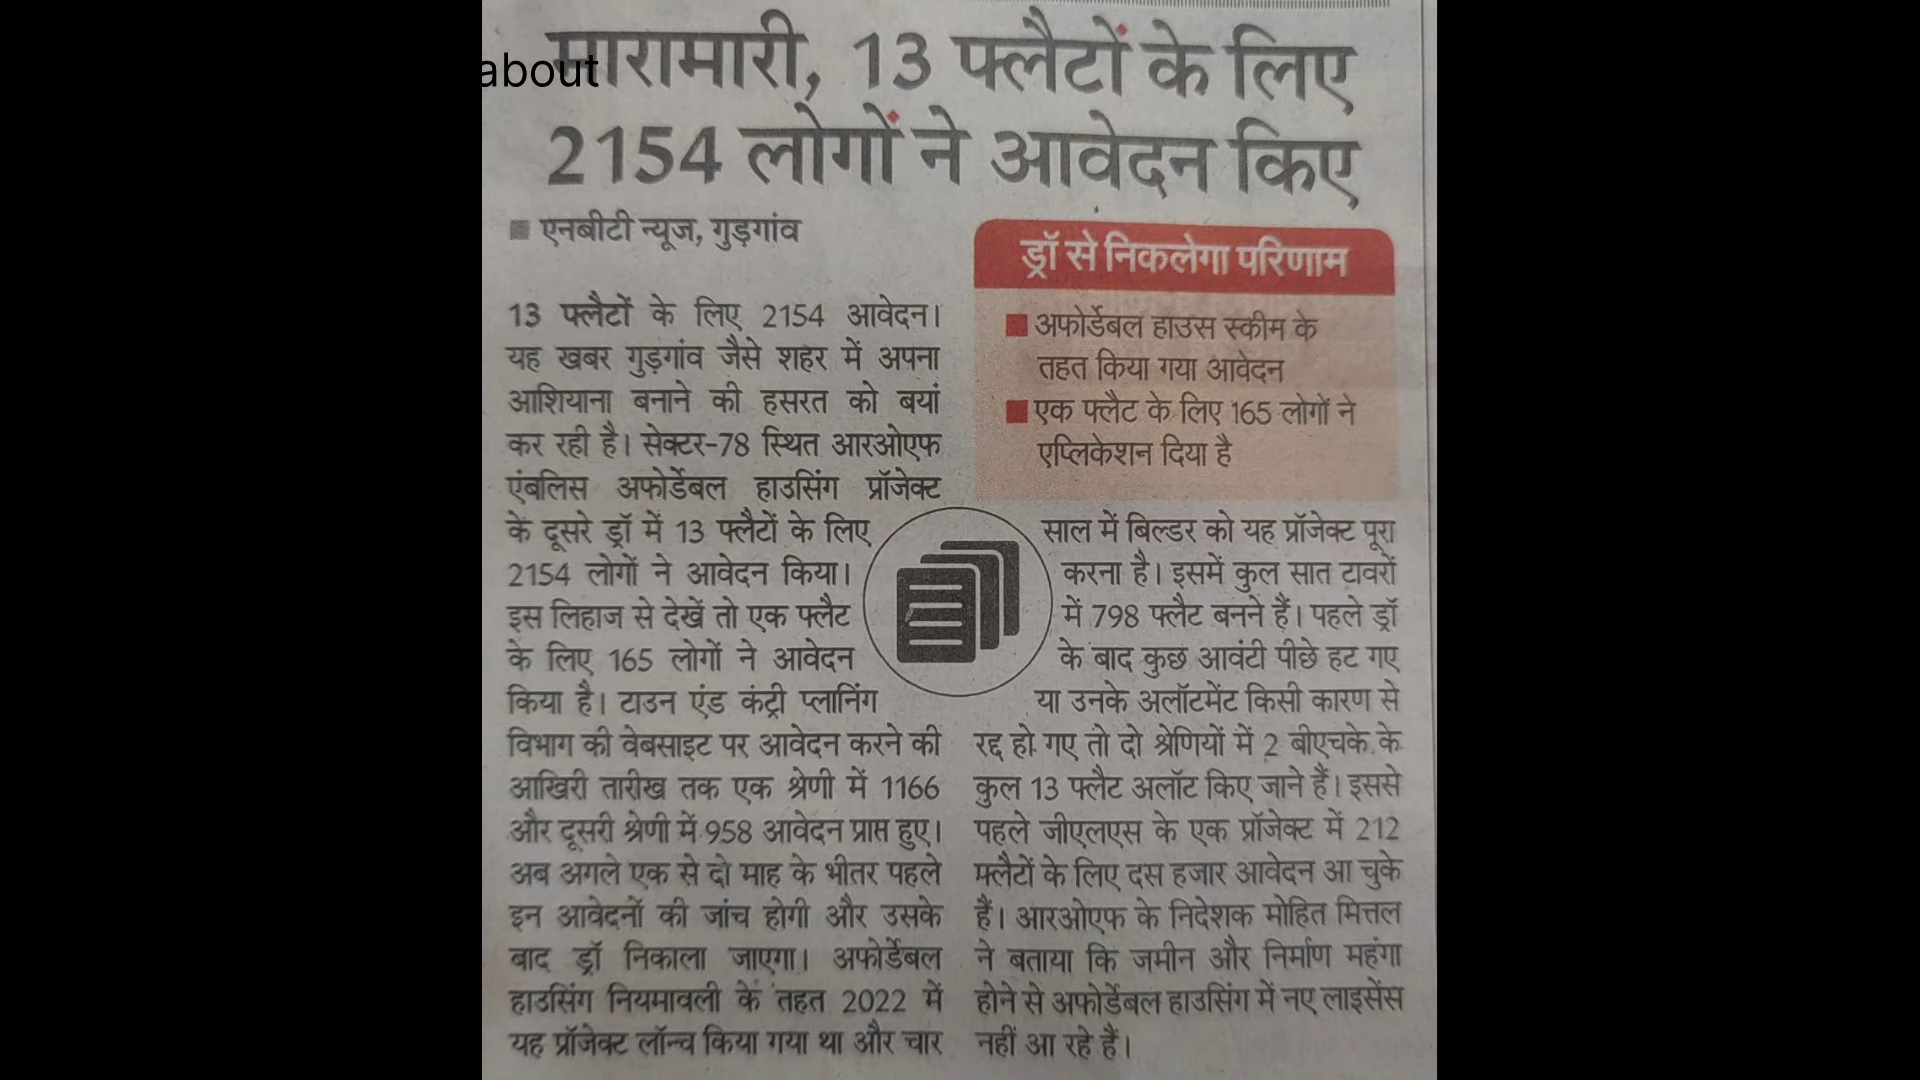 about
मारामारी, 13 फ्लैटों के लिए
2154 लोगों ने आवेदन किए
■ एनबीटी न्यूज, गुड़गांव
13 फ्लैटों के लिए 2154 आवेदन।
यह खबर गुड़गांव जैसे शहर में अपना
आशियाना बनाने की हसरत को बयां
कर रही है। सेक्टर-78 स्थित आरओएफ
एंबलिस अफोर्डेबल हाउसिंग प्रॉजेक्ट
के दूसरे ड्रॉ में 13 फ्लैटों के लिए
2154 लोगों ने आवेदन किया।
इस लिहाज से देखें तो एक फ्लैट
के लिए 165 लोगों ने आवेदन
किया है। टाउन एंड कंट्री प्लानिंग
विभाग की वेबसाइट पर आवेदन करने की
आखिरी तारीख तक एक श्रेणी में 1166
और दूसरी श्रेणी में 958 आवेदन प्राप्त हुए।
अब अगले एक से दो माह के भीतर पहले
इन आवेदनों की जांच होगी और उसके
बाद ड्रॉ निकाला जाएगा। अफोर्डेबल
हाउसिंग नियमावली के तहत 2022 में
यह प्रॉजेक्ट लॉन्च किया गया था और चार
ड्रॉ से निकलेगा परिणाम
■ अफोर्डेबल हाउस स्कीम के
तहत किया गया आवेदन
■ एक फ्लैट के लिए 165 लोगों ने
एप्लिकेशन दिया है
साल में बिल्डर को यह प्रॉजेक्ट पूरा
करना है। इसमें कुल सात टावरों
में 798 फ्लैट बनने हैं। पहले ड्रॉ
के बाद कुछ आवंटी पीछे हट गए
या उनके अलॉटमेंट किसी कारण से
रद्द हो गए तो दो श्रेणियों में 2 बीएचके के
कुल 13 फ्लैट अलॉट किए जाने हैं। इससे
पहले जीएलएस के एक प्रॉजेक्ट में 212
फ्लैटों के लिए दस हजार आवेदन आ चुके
हैं। आरओएफ के निदेशक मोहित मित्तल
ने बताया कि जमीन और निर्माण महंगा
होने से अफोर्डेबल हाउसिंग में नए लाइसेंस
नहीं आ रहे हैं।